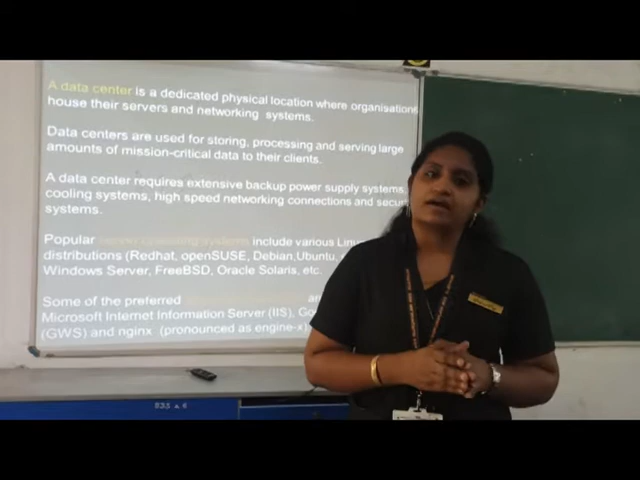 A data center is a dedicated physical location where organisations
house their servers and networking systems.
Data centers are used for storing, processing and serving large
amounts of mission-critical data to their clients.
A data center requires extensive backup power supply systems,
cooling systems, high speed networking connections and
systems.
Popular server operating systems include various
distributions (Redhat, openSUSE, Debian,Ubuntu,
Windows Server, FreeBSD, Oracle Solaris, etc.
Some of the preferred
Microsoft Internet Information Server (IIS),
(GWS) and nginx (pronounced as engine-x)